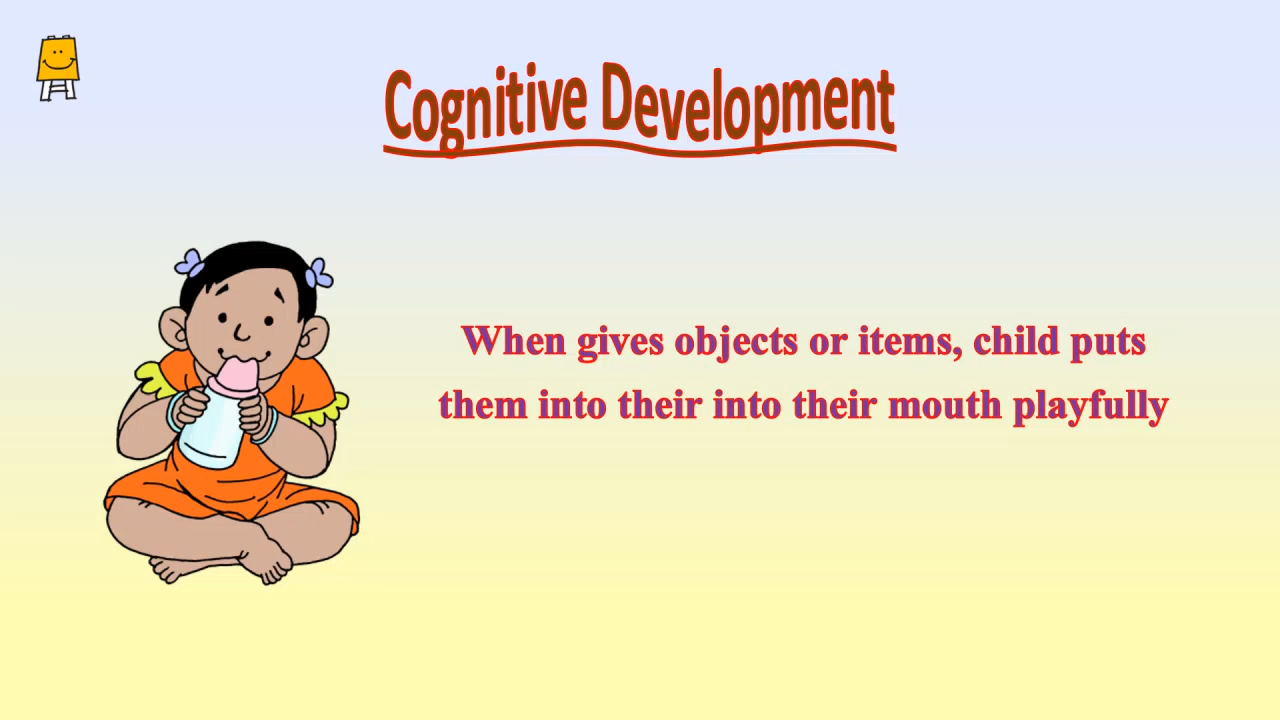 Cognitive Development
When gives objects or items, child puts
them into their into their mouth playfully